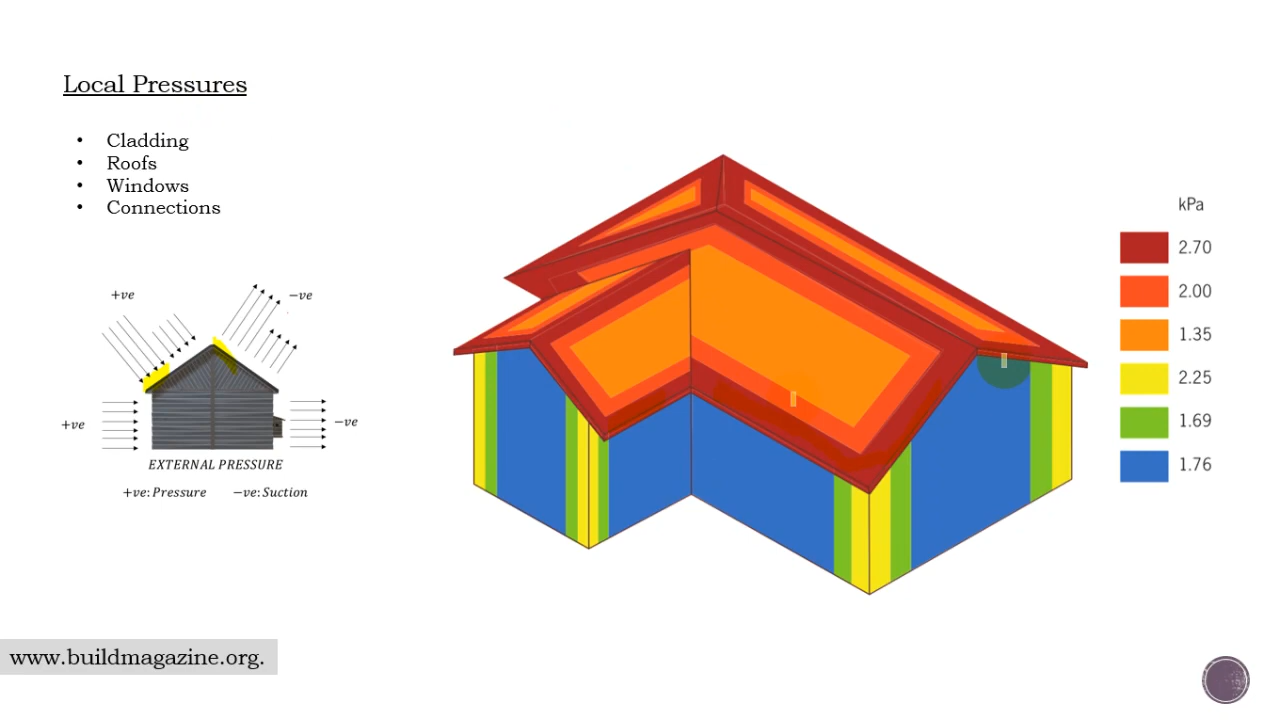 Local Pressures
• Cladding
• Roofs
• Windows
• Connections
+ve
−ve
+ve
−ve
EXTERNAL PRESSURE
+ve: Pressure −ve: Suction
kPa
2.70
2.00
1.35
2.25
1.69
1.76
www.buildmagazine.org.